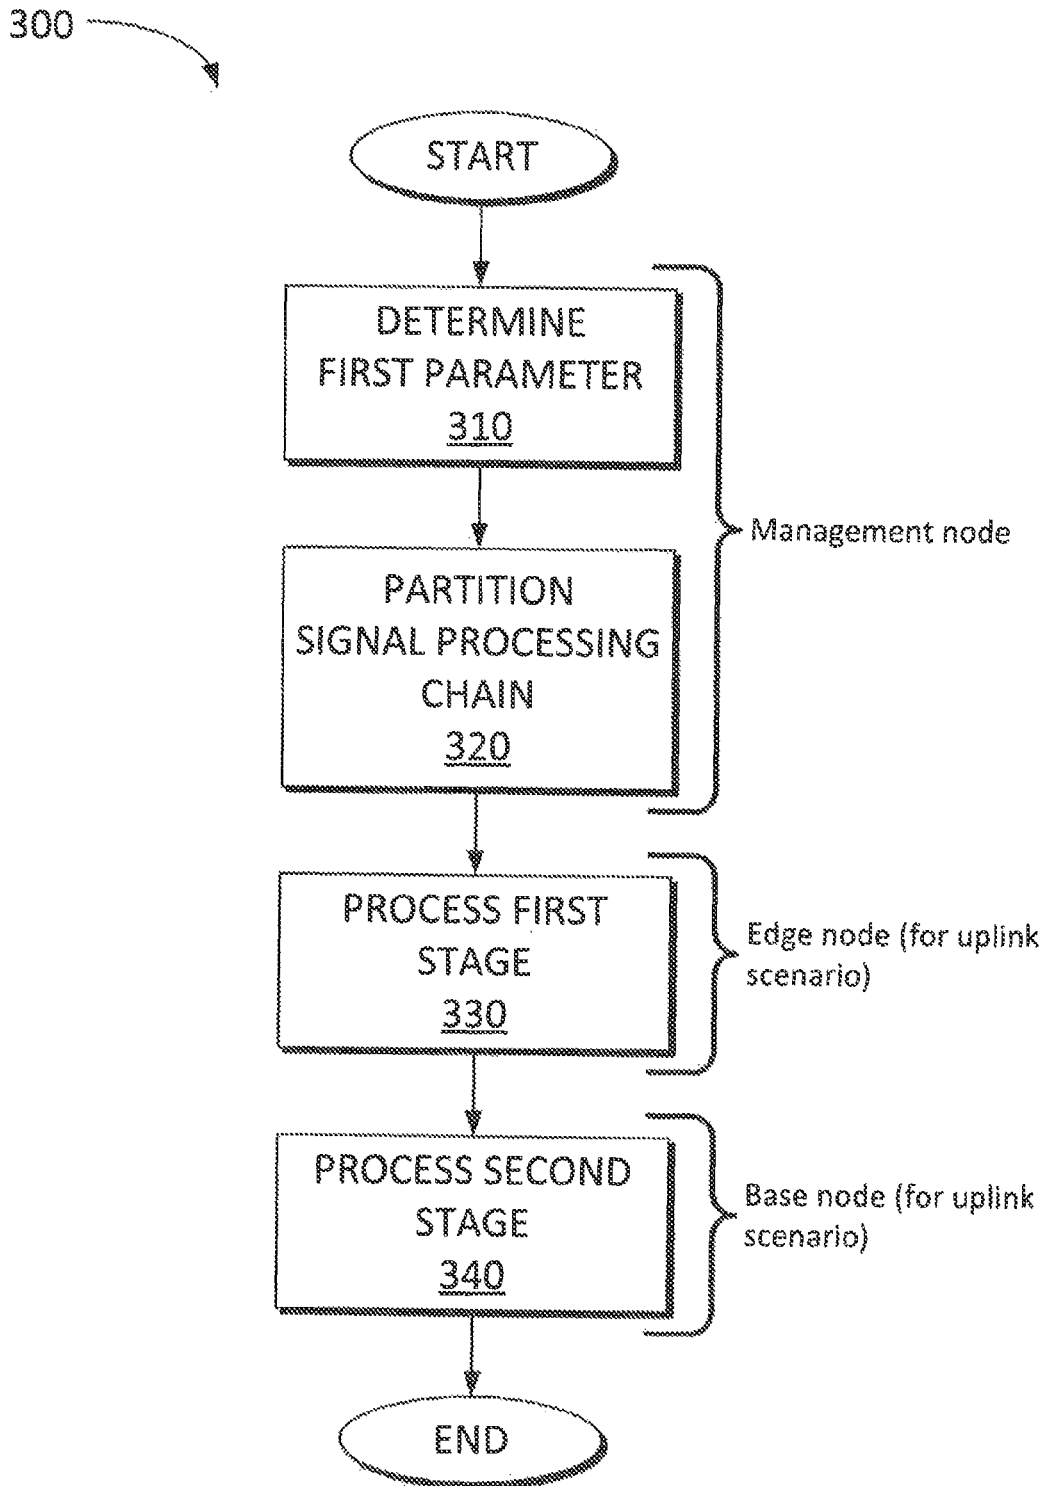 300
START
DETERMINE
FIRST PARAMETER
310
Management node
PARTITION
SIGNAL PROCESSING
CHAIN
320
PROCESS FIRST
STAGE
330
Edge node (for uplink
scenario)
PROCESS SECOND
STAGE
340
Base node (for uplink
scenario)
END